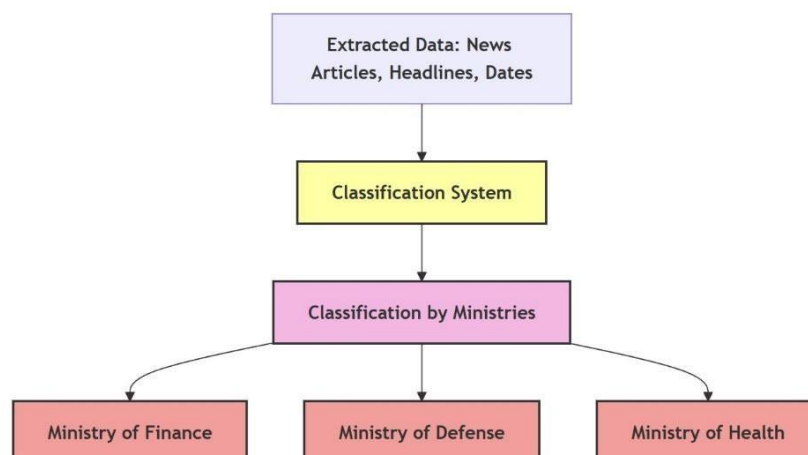 Extracted Data: News
Articles, Headlines, Dates
Classification System
Classification by Ministries
Ministry of Finance
Ministry of Defense
Ministry of Health